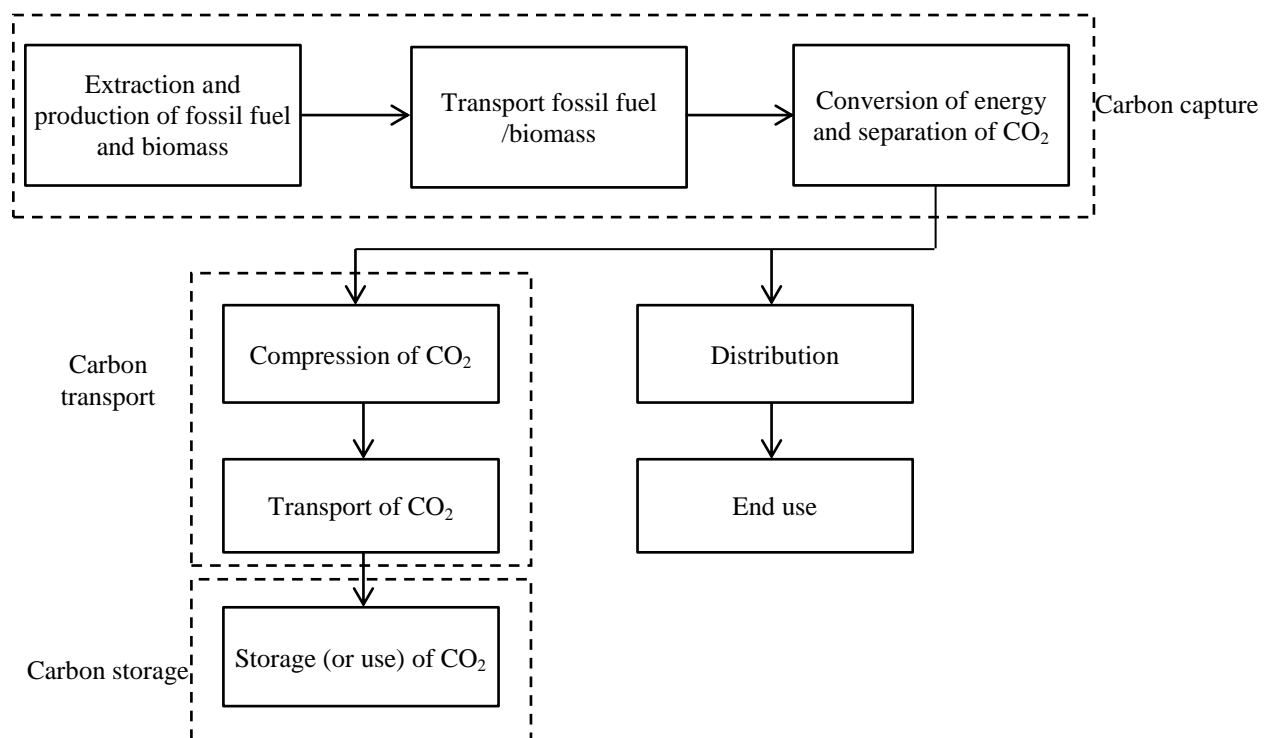 Extraction and
production of fossil fuel
and biomass
Transport fossil fuel
/biomass
Conversion of energy
and separation of CO₂
Carbon capture
Carbon
transport
Compression of CO₂
Distribution
Transport of CO₂
End use
Carbon storage
Storage (or use) of CO₂